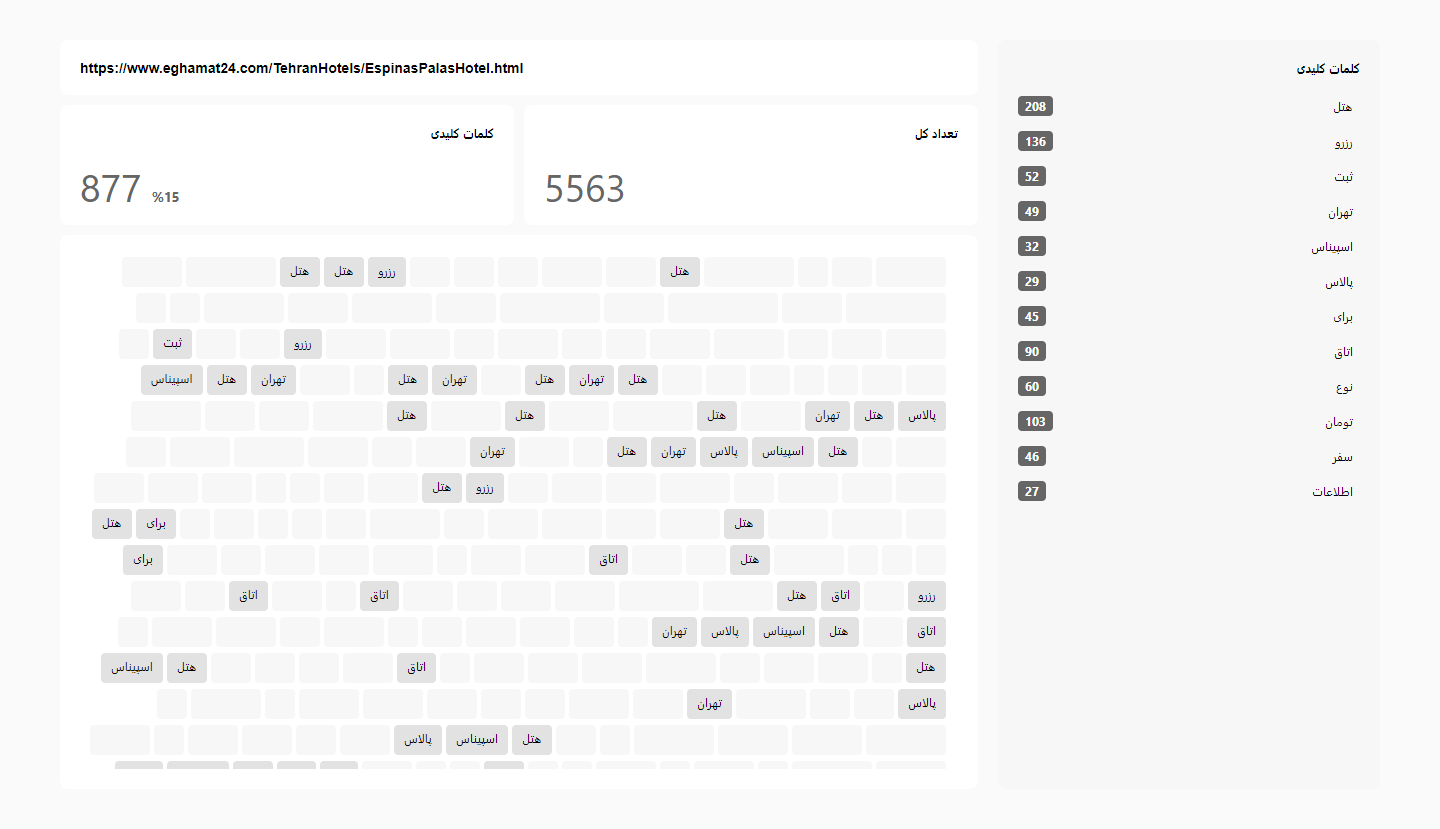 https://www.eghamat24.com/TehranHotels/EspinasPalasHotel.html
تعداد کل
5563
کلمات کلیدی
877 %15
هتل رزرو هتل هتل
رزرو ثبت
هتل تهران هتل تهران هتل تهران هتل اسپیناس
پالاس هتل تهران هتل هتل هتل
هتل اسپیناس پالاس تهران هتل تهران
رزرو هتل
هتل برای هتل
هتل اتاق برای
رزرو اتاق هتل اتاق اتاق
اتاق هتل اسپیناس پالاس تهران
هتل اتاق هتل اسپیناس
پالاس تهران
هتل اسپیناس پالاس
کلمات کلیدی
هتل 208
رزرو 136
ثبت 52
تهران 49
اسپیناس 32
پالاس 29
برای 45
اتاق 90
نوع 60
تومان 103
سفر 46
اطلاعات 27